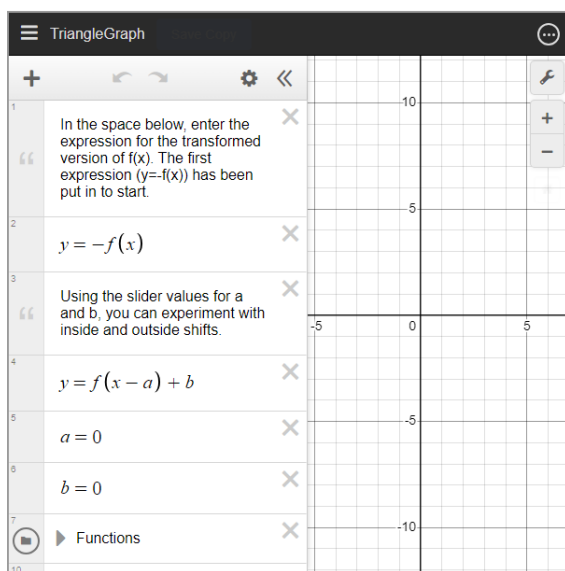 TriangleGraph
1
In the space below, enter the
expression for the transformed
version of f(x). The first
expression (y=-f(x)) has been
put in to start.
2
y = −f(x)
3
Using the slider values for a
and b, you can experiment with
inside and outside shifts.
4
y = f(x − a) + b
5
a = 0
6
b = 0
7
Functions
10
10
5
-5
0
5
-5
-10